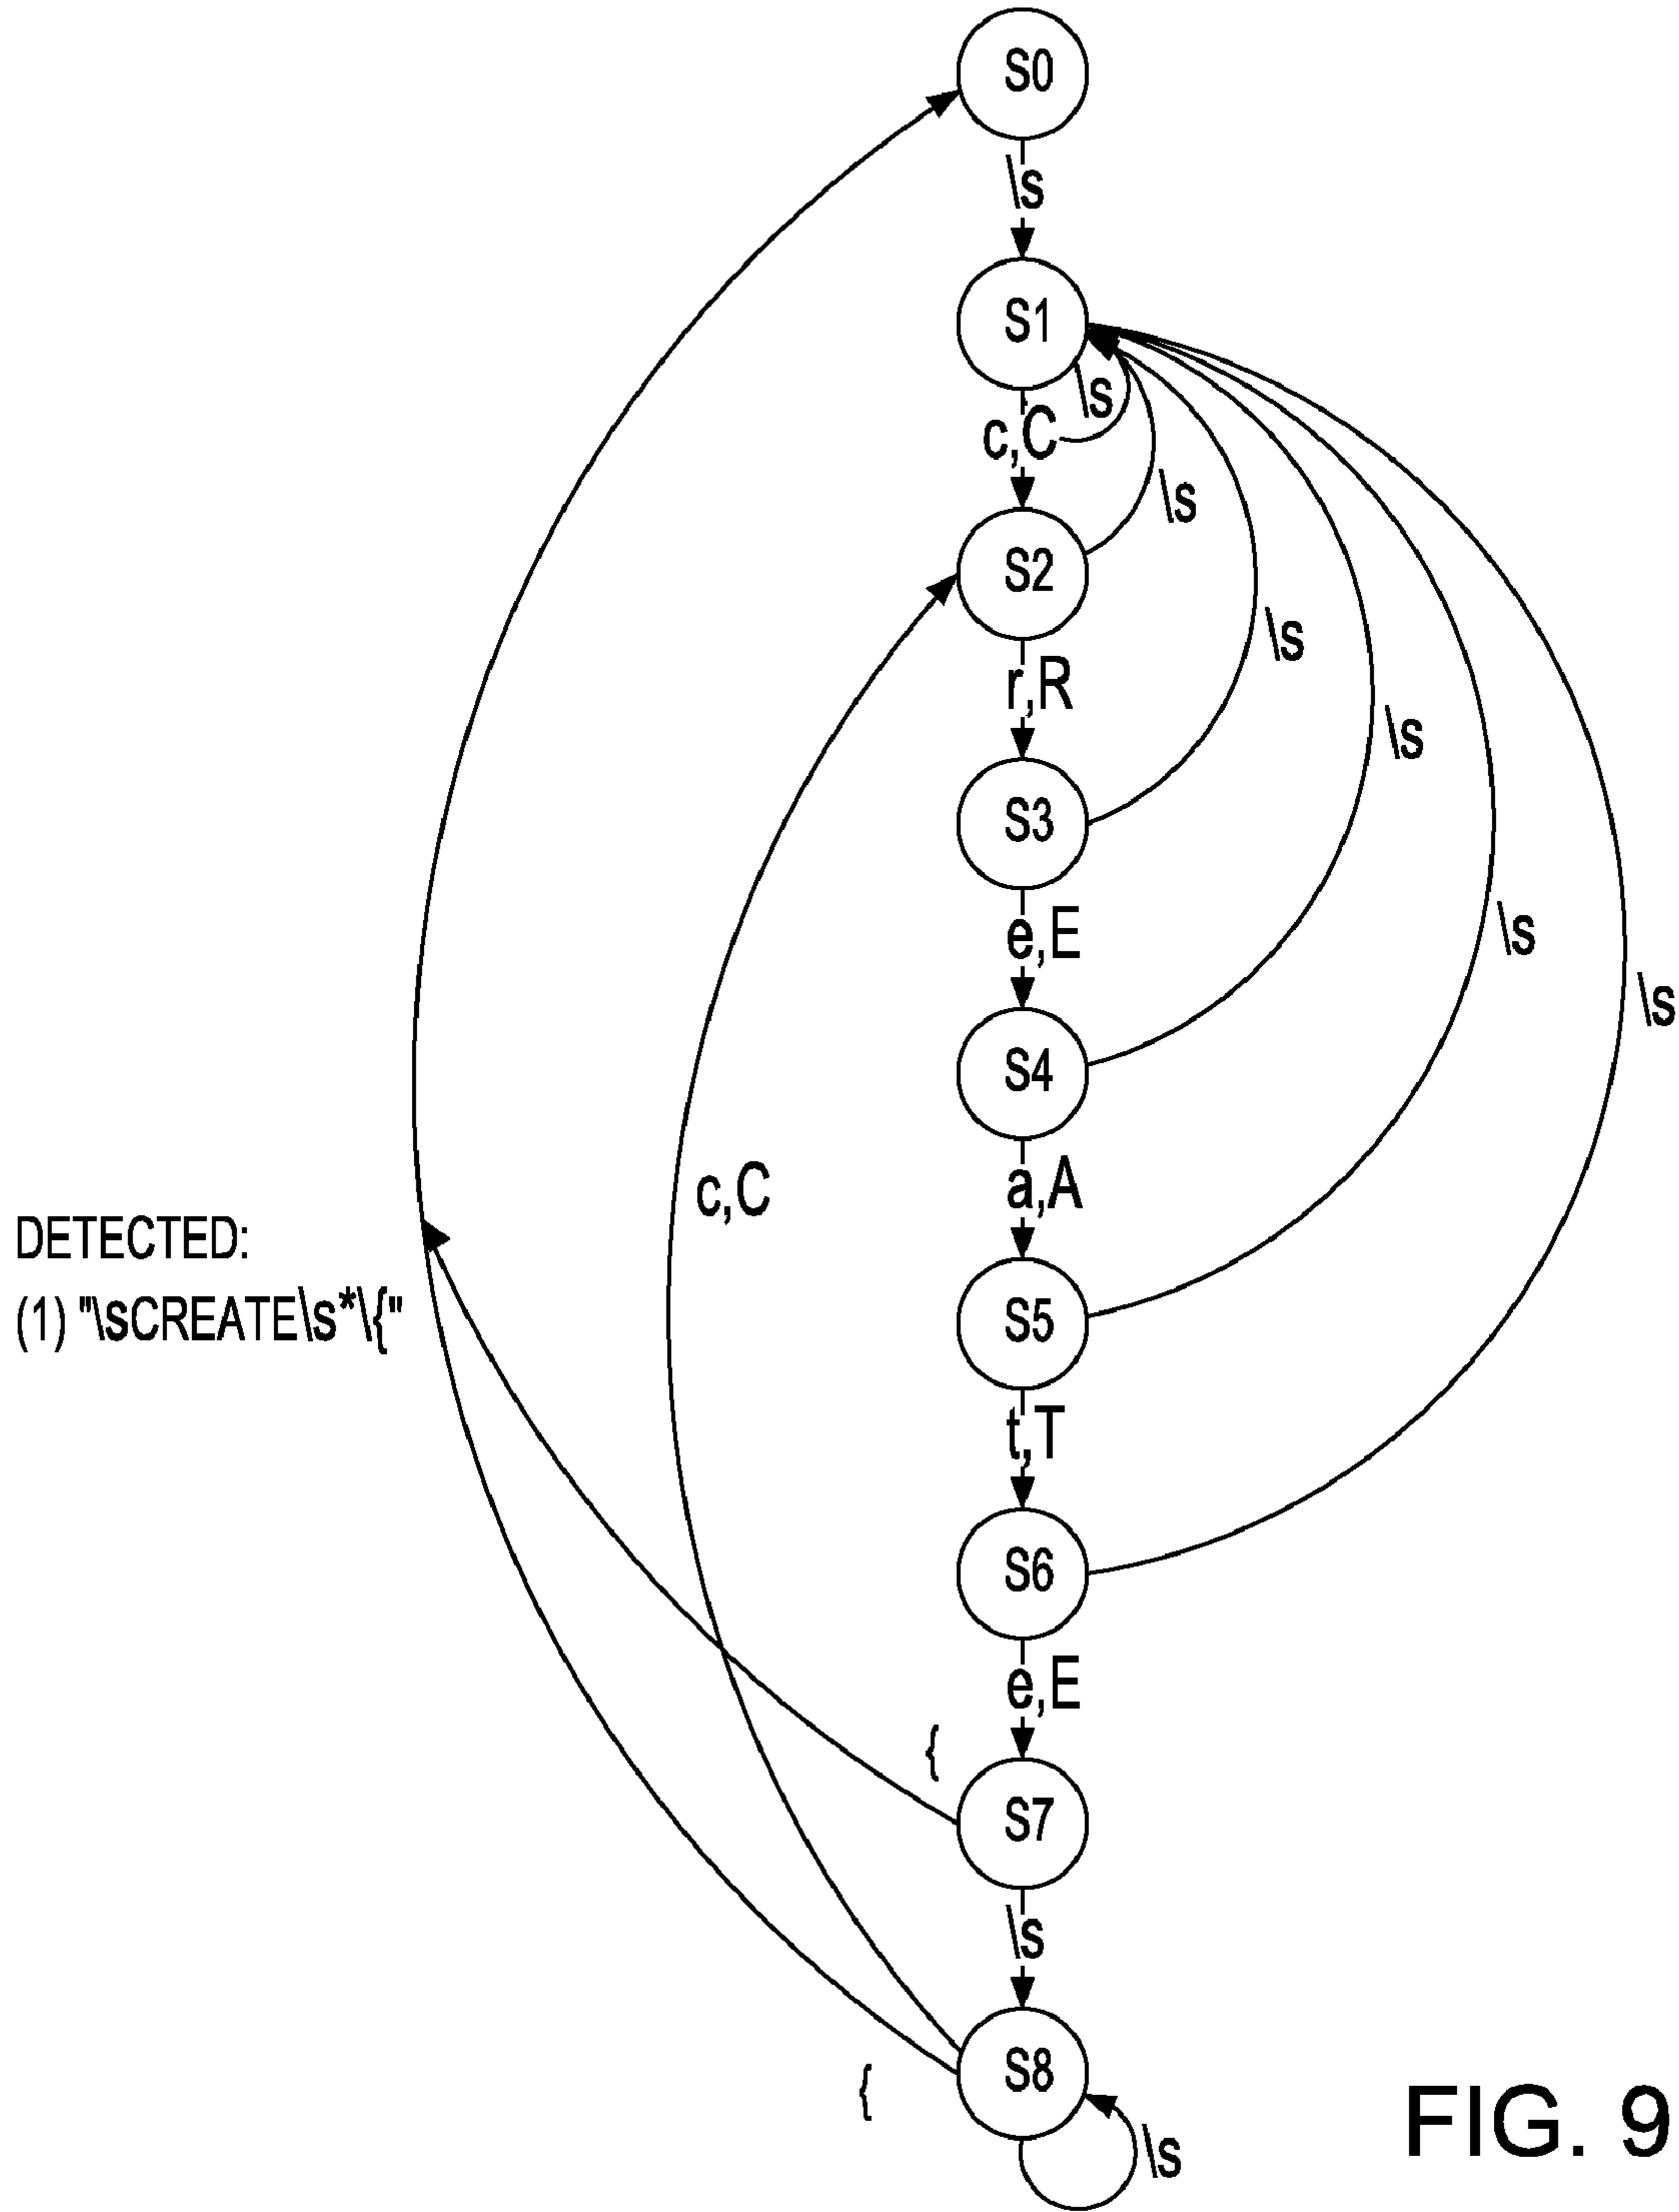 S0
\s
S1
\s
c,C
\s
S2
\s
r,R
\s
S3
\s
e,E
\s
S4
a,A
c,C
DETECTED:
(1) "\sCREATE\s*\{"
S5
t,T
S6
e,E
{
S7
\s
S8
{
\s
FIG. 9